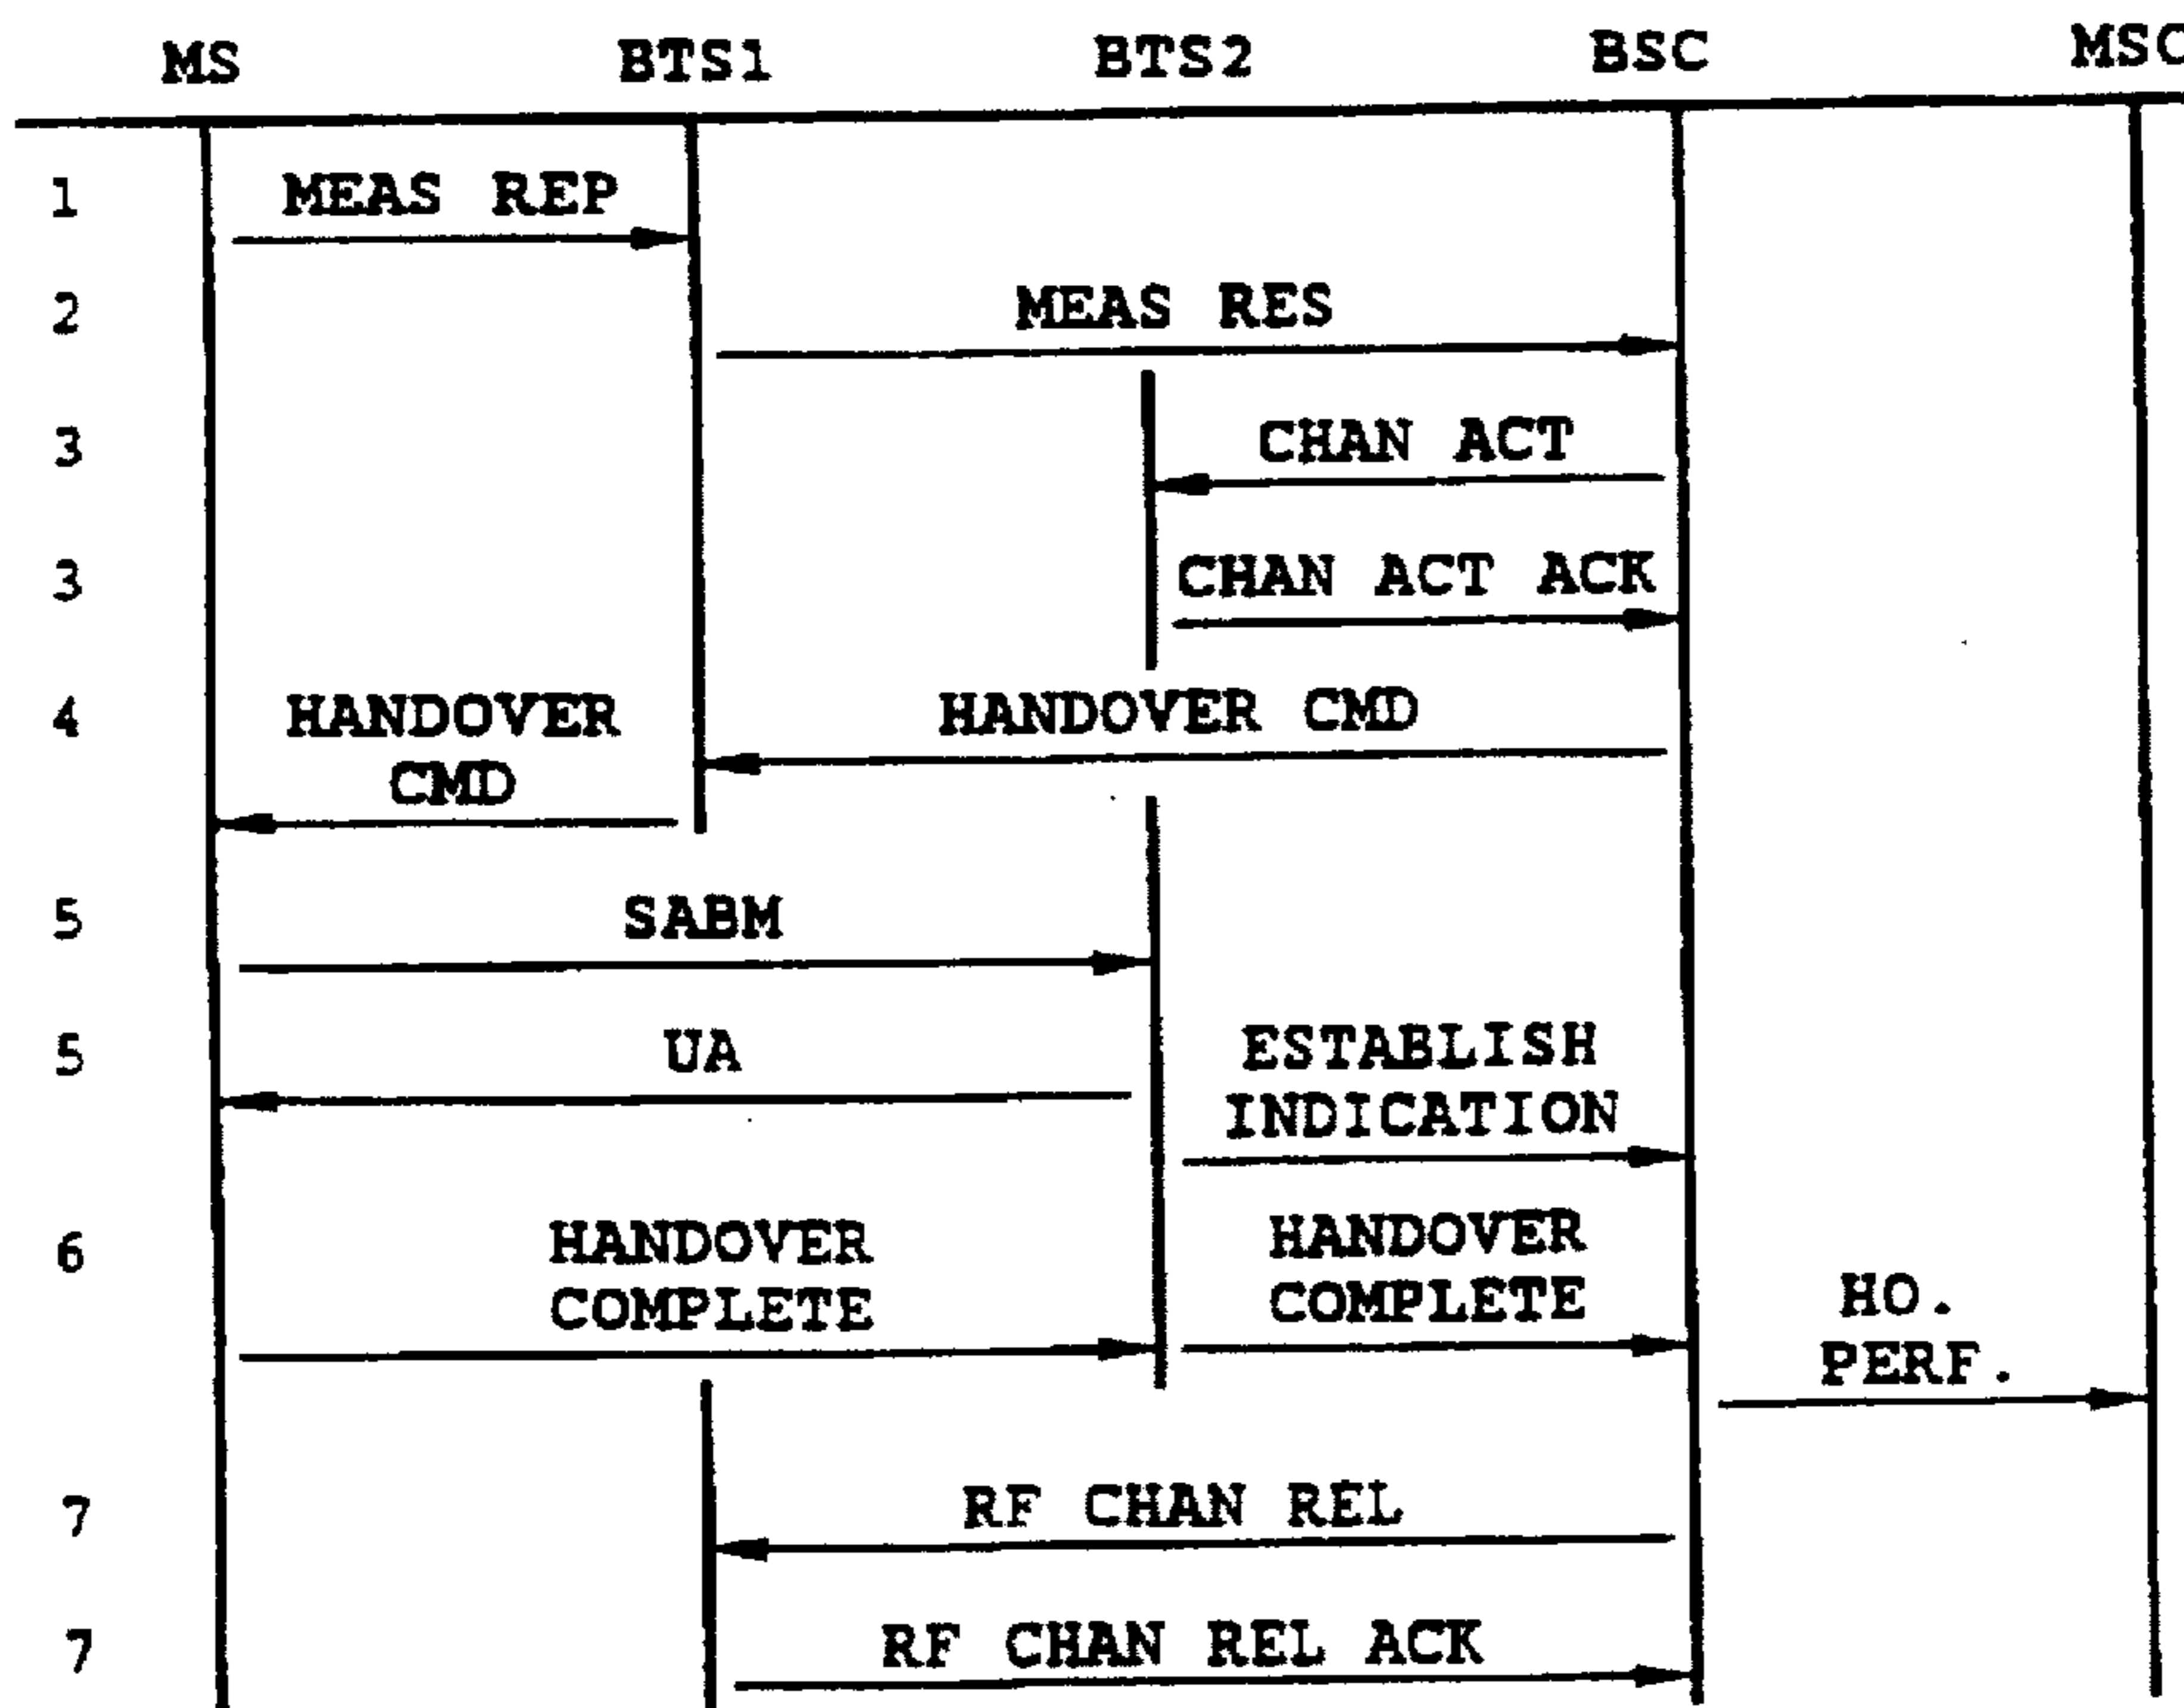 MS BTS1 BTS2 BSC MSC
1 MEAS REP
2 MEAS RES
3 CHAN ACT
3 CHAN ACT ACK
4 HANDOVER CMD HANDOVER CMD
5 SABM
5 UA ESTABLISH INDICATION
6 HANDOVER COMPLETE HANDOVER COMPLETE HO. PERF.
7 RF CHAN REL
7 RF CHAN REL ACK